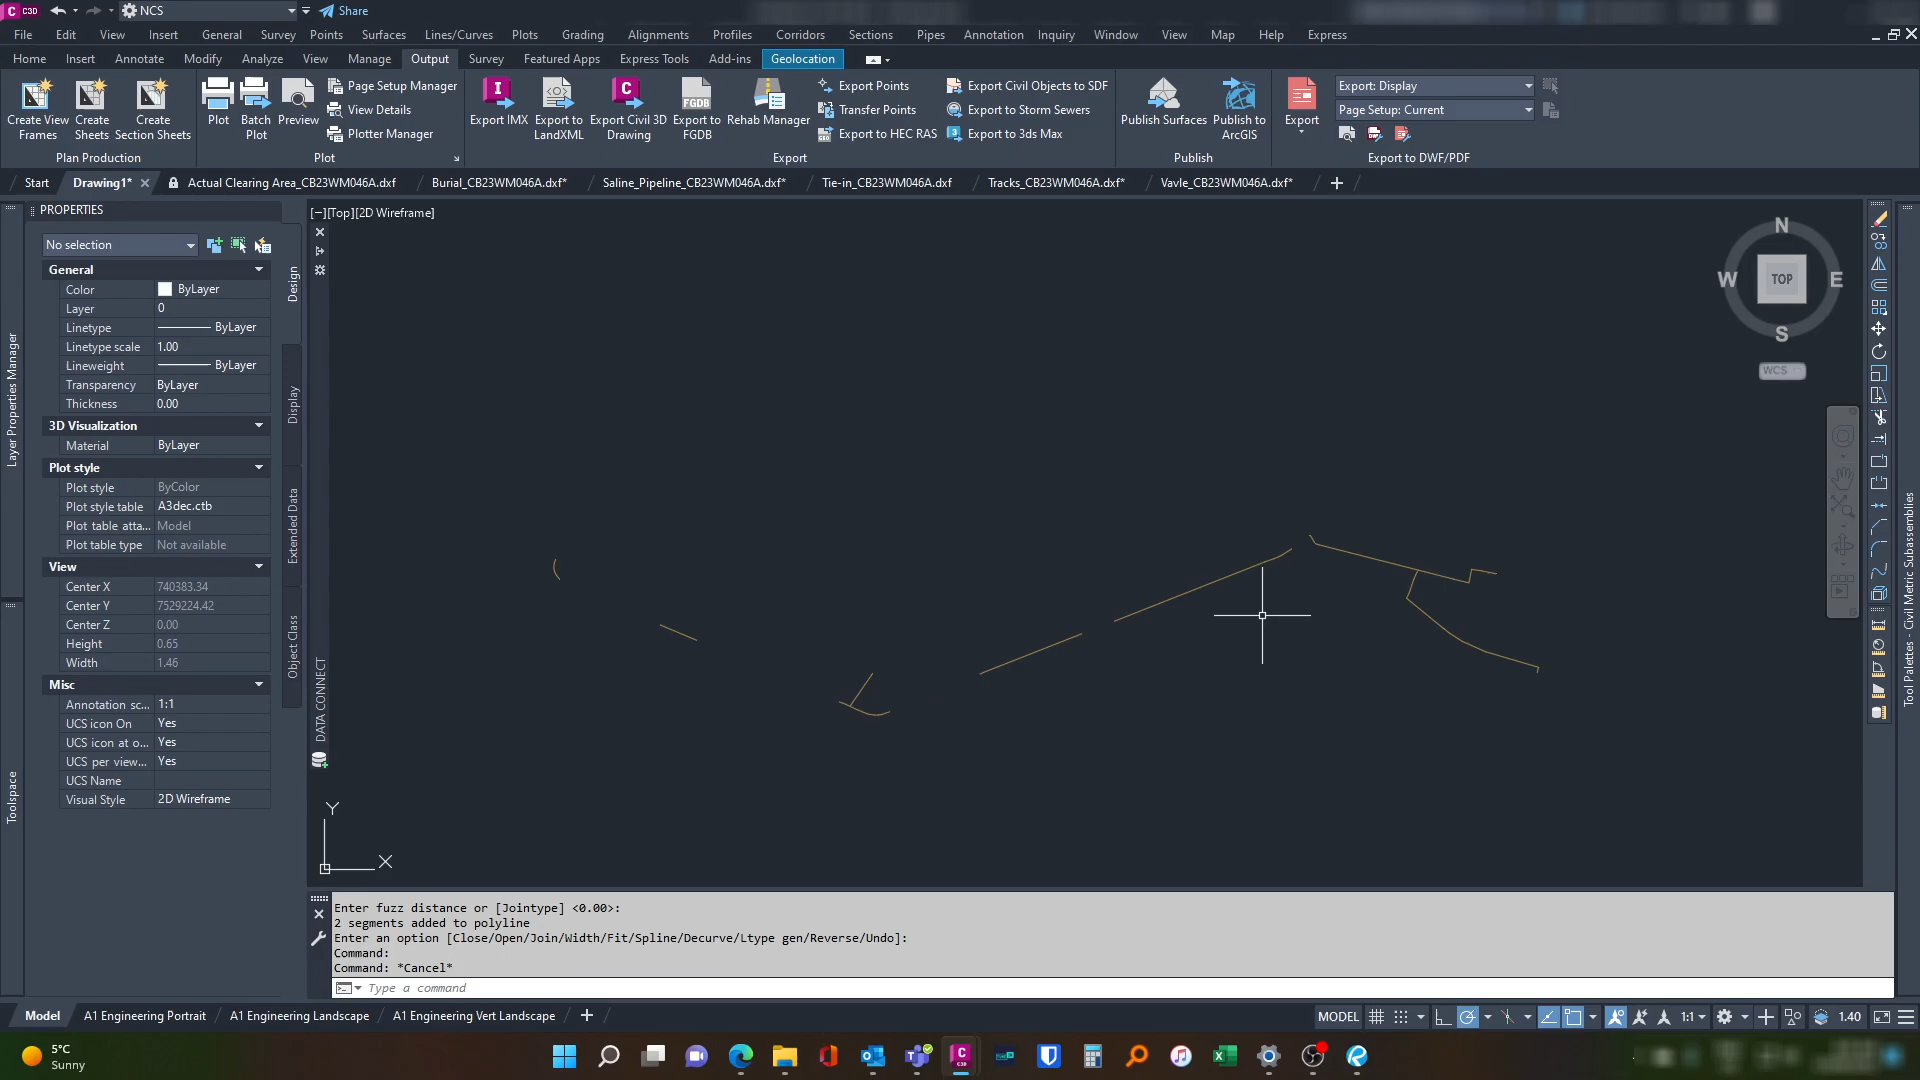 C3D
NCS
Share
File Edit View Insert General Survey Points Surfaces Lines/Curves Plots Grading Alignments Profiles Corridors Sections Pipes Annotation Inquiry Window View Map Help Express
Home Insert Annotate Modify Analyze View Manage Output Survey Featured Apps Express Tools Add-ins Geolocation
Create View Frames
Create Sheets
Create Section Sheets
Plan Production
Plot
Batch Plot
Preview
Page Setup Manager
View Details
Plotter Manager
Plot
Export IMX
Export to LandXML
Export Civil 3D Drawing
Export to FGDB
Rehab Manager
Export Points
Transfer Points
Export to HEC RAS
Export Civil Objects to SDF
Export to Storm Sewers
Export to 3ds Max
Export
Publish Surfaces
Publish to ArcGIS
Publish
Export
Export: Display
Page Setup: Current
Export to DWF/PDF
Start Drawing1* Actual Clearing Area_CB23WM046A.dxf Burial_CB23WM046A.dxf* Saline_Pipeline_CB23WM046A.dxf* Tie-in_CB23WM046A.dxf Tracks_CB23WM046A.dxf* Vavle_CB23WM046A.dxf*
PROPERTIES
No selection
General
Color ByLayer
Layer 0
Linetype ByLayer
Linetype scale 1.00
Lineweight ByLayer
Transparency ByLayer
Thickness 0.00
3D Visualization
Material ByLayer
Plot style
Plot style ByColor
Plot style table A3dec.ctb
Plot table atta... Model
Plot table type Not available
View
Center X 740383.34
Center Y 7529224.42
Center Z 0.00
Height 0.65
Width 1.46
Misc
Annotation sc... 1:1
UCS icon On Yes
UCS icon at o... Yes
UCS per view... Yes
UCS Name
Visual Style 2D Wireframe
Layer Properties Manager
Toolspace
Design
Display
Extended Data
Object Class
DATA CONNECT
[−][Top][2D Wireframe]
N
W TOP E
S
WCS
Y
X
Tool Palettes - Civil Metric Subassemblies
Enter fuzz distance or [Jointype] <0.00>:
2 segments added to polyline
Enter an option [Close/Open/Join/Width/Fit/Spline/Decurve/Ltype gen/Reverse/Undo]:
Command:
Command: *Cancel*
Type a command
Model A1 Engineering Portrait A1 Engineering Landscape A1 Engineering Vert Landscape
MODEL 1:1 1.40
5°C
Sunny